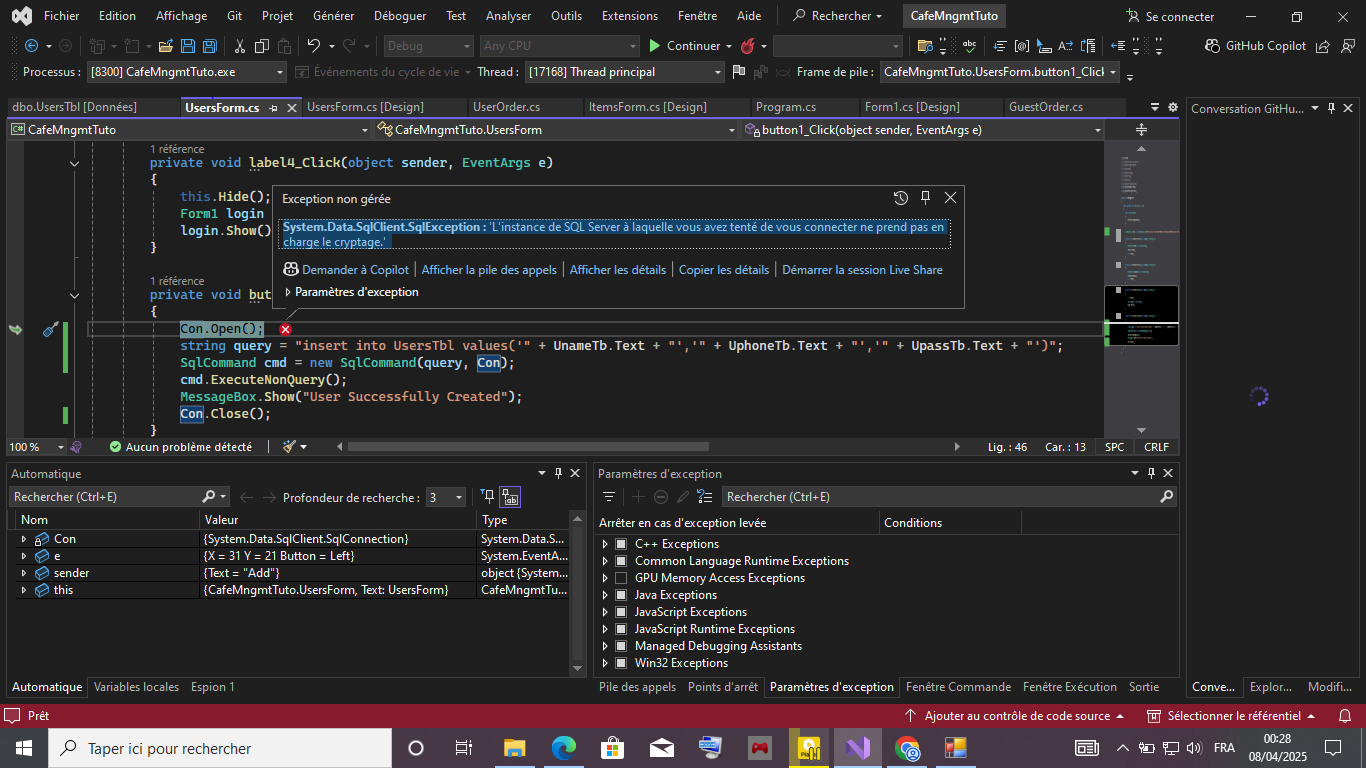 Fichier Edition Affichage Git Projet Générer Déboguer Test Analyser Outils Extensions Fenêtre Aide Rechercher CafeMngmtTuto Se connecter
Debug Any CPU Continuer GitHub Copilot
Processus : [8300] CafeMngmtTuto.exe Événements du cycle de vie Thread : [17168] Thread principal Frame de pile : CafeMngmtTuto.UsersForm.button1_Click
dbo.UsersTbl [Données] UsersForm.cs UsersForm.cs [Design] UserOrder.cs ItemsForm.cs [Design] Program.cs Form1.cs [Design] GuestOrder.cs
Conversation GitHu...
CafeMngmtTuto CafeMngmtTuto.UsersForm button1_Click(object sender, EventArgs e)
1 référence
private void label4_Click(object sender, EventArgs e)
{
this.Hide();
Form1 login
login.Show()
}
Exception non gérée
System.Data.SqlClient.SqlException : 'L'instance de SQL Server à laquelle vous avez tenté de vous connecter ne prend pas en
charge le cryptage.'
Demander à Copilot Afficher la pile des appels Afficher les détails Copier les détails Démarrer la session Live Share
Paramètres d'exception
1 référence
private void but
{
Con.Open();
string query = "insert into UsersTbl values('" + UnameTb.Text + "','" + UphoneTb.Text + "','" + UpassTb.Text + "')";
SqlCommand cmd = new SqlCommand(query, Con);
cmd.ExecuteNonQuery();
MessageBox.Show("User Successfully Created");
Con.Close();
}
100 % Aucun problème détecté Lig. : 46 Car. : 13 SPC CRLF
Automatique
Rechercher (Ctrl+E) Profondeur de recherche : 3
Nom Valeur Type
Con {System.Data.SqlClient.SqlConnection} System.Data.S...
e {X = 31 Y = 21 Button = Left} System.EventA...
sender {Text = "Add"} object {System...
this {CafeMngmtTuto.UsersForm, Text: UsersForm} CafeMngmtTu...
Automatique Variables locales Espion 1
Paramètres d'exception
Rechercher (Ctrl+E)
Arrêter en cas d'exception levée Conditions
C++ Exceptions
Common Language Runtime Exceptions
GPU Memory Access Exceptions
Java Exceptions
JavaScript Exceptions
JavaScript Runtime Exceptions
Managed Debugging Assistants
Win32 Exceptions
Pile des appels Points d'arrêt Paramètres d'exception Fenêtre Commande Fenêtre Exécution Sortie
Conve... Explor... Modifi...
Prêt Ajouter au contrôle de code source Sélectionner le référentiel
Taper ici pour rechercher
FRA
00:28
08/04/2025